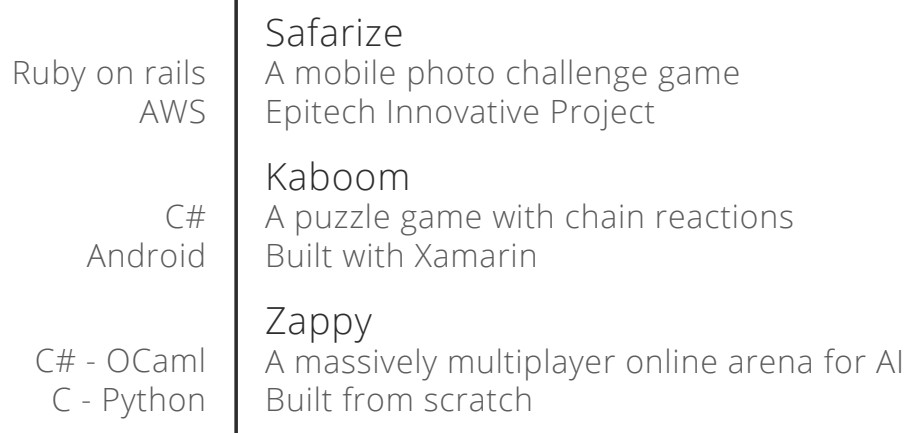 Safarize
Ruby on rails A mobile photo challenge game
AWS Epitech Innovative Project
Kaboom
C# A puzzle game with chain reactions
Android Built with Xamarin
Zappy
C# - OCaml A massively multiplayer online arena for AI
C - Python Built from scratch